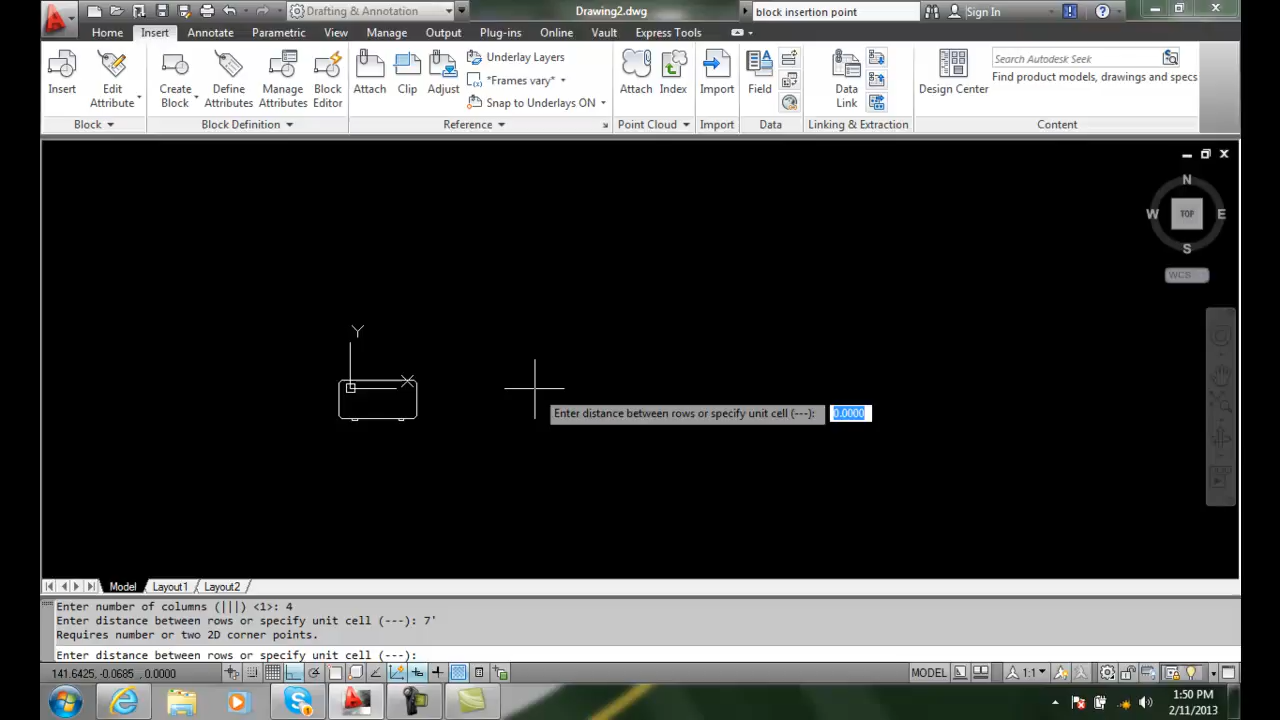 Drafting & Annotation
Drawing2.dwg
block insertion point
Sign In
Home Insert Annotate Parametric View Manage Output Plug-ins Online Vault Express Tools
Insert
Edit Attribute
Create Block
Define Attributes
Manage Attributes
Block Editor
Attach
Clip
Adjust
Underlay Layers
*Frames vary*
Snap to Underlays ON
Attach
Index
Import
Field
Data Link
Design Center
Search Autodesk Seek
Find product models, drawings and specs
Block Block Definition Reference Point Cloud Import Data Linking & Extraction Content
N
W TOP E
S
WCS
Y
X
Enter distance between rows or specify unit cell (---): 0.0000
Model Layout1 Layout2
Enter number of columns (|||) <1>: 4
Enter distance between rows or specify unit cell (---): 7'
Requires number or two 2D corner points.
Enter distance between rows or specify unit cell (---):
141.6425, -0.0685, 0.0000
MODEL
1:1
1:50 PM
2/11/2013